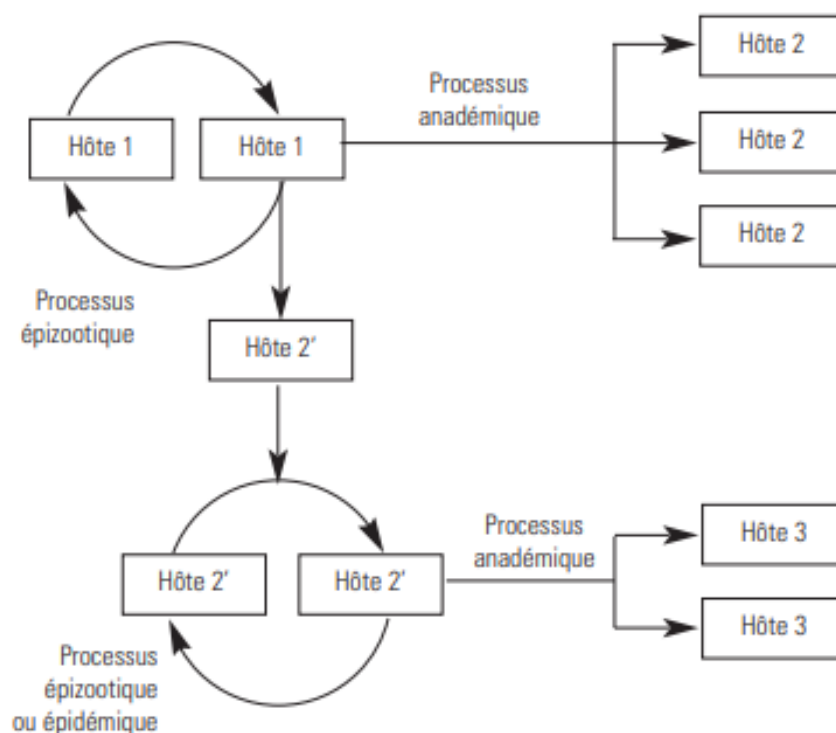 Hôte 2
Processus
anadémique
Hôte 1
Hôte 1
Hôte 2
Hôte 2
Processus
épizootique
Hôte 2′
Hôte 3
Processus
anadémique
Hôte 2′
Hôte 2′
Hôte 3
Processus
épizootique
ou épidémique